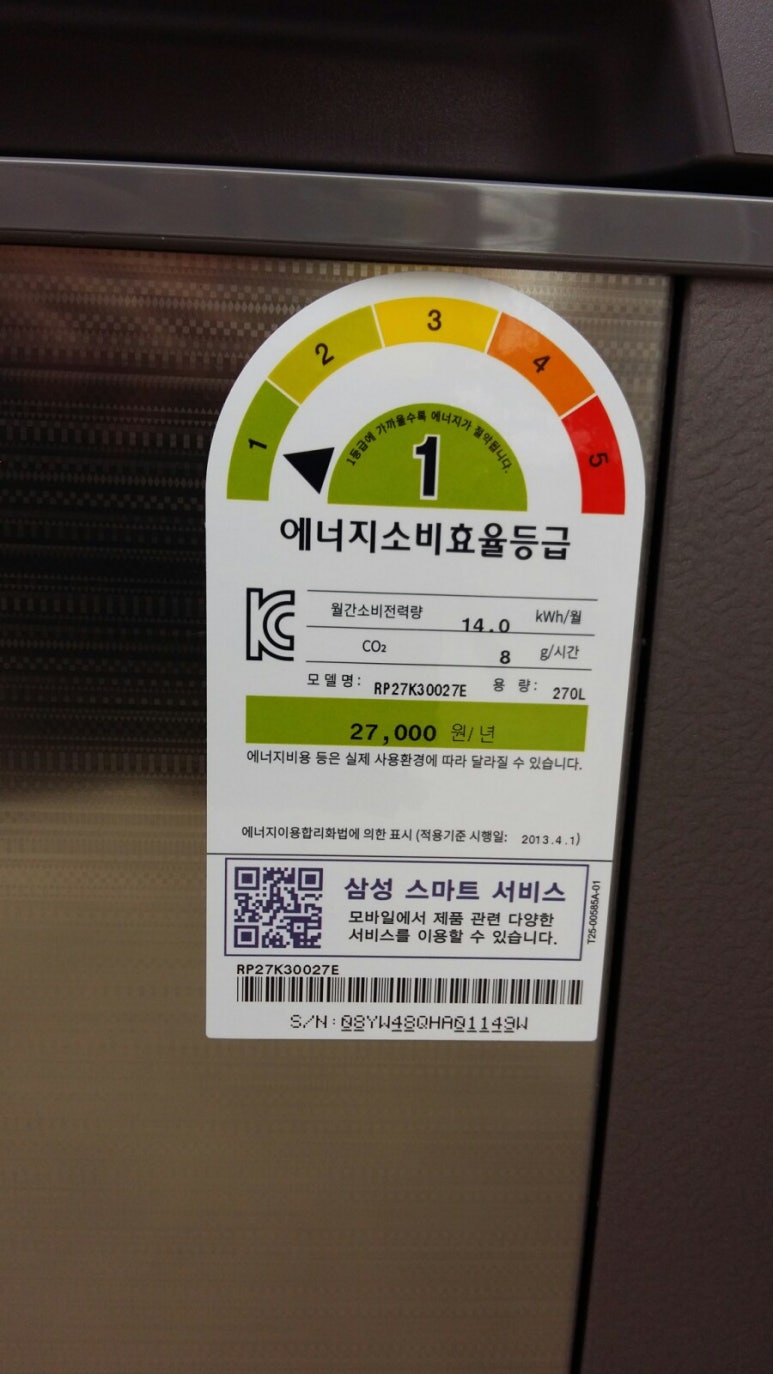 1
2
3
4
5
1등급에 가까울수록 에너지가 절약됩니다.
1
에너지소비효율등급
월간소비전력량 14.0 kWh/월
CO₂ 8 g/시간
모델명: RP27K30027E 용 량: 270L
27,000 원/년
에너지비용 등은 실제 사용환경에 따라 달라질 수 있습니다.
에너지이용합리화법에 의한 표시 (적용기준 시행일: 2013.4.1)
삼성 스마트 서비스
모바일에서 제품 관련 다양한
서비스를 이용할 수 있습니다.
T25-00585A-01
RP27K30027E
S/N:08YW48QHA01149W